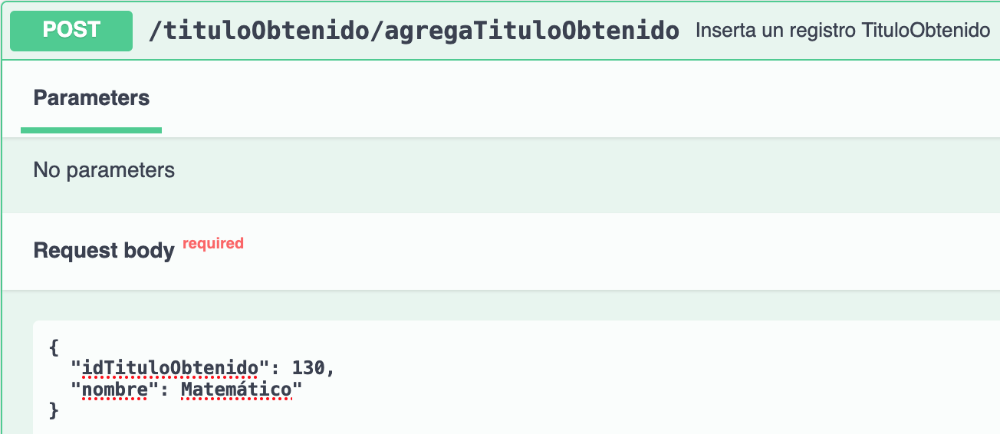 POST /tituloObtenido/agregaTituloObtenido Inserta un registro TituloObtenido
Parameters
No parameters
Request body required
{
"idTituloObtenido": 130,
"nombre": Matemático"
}